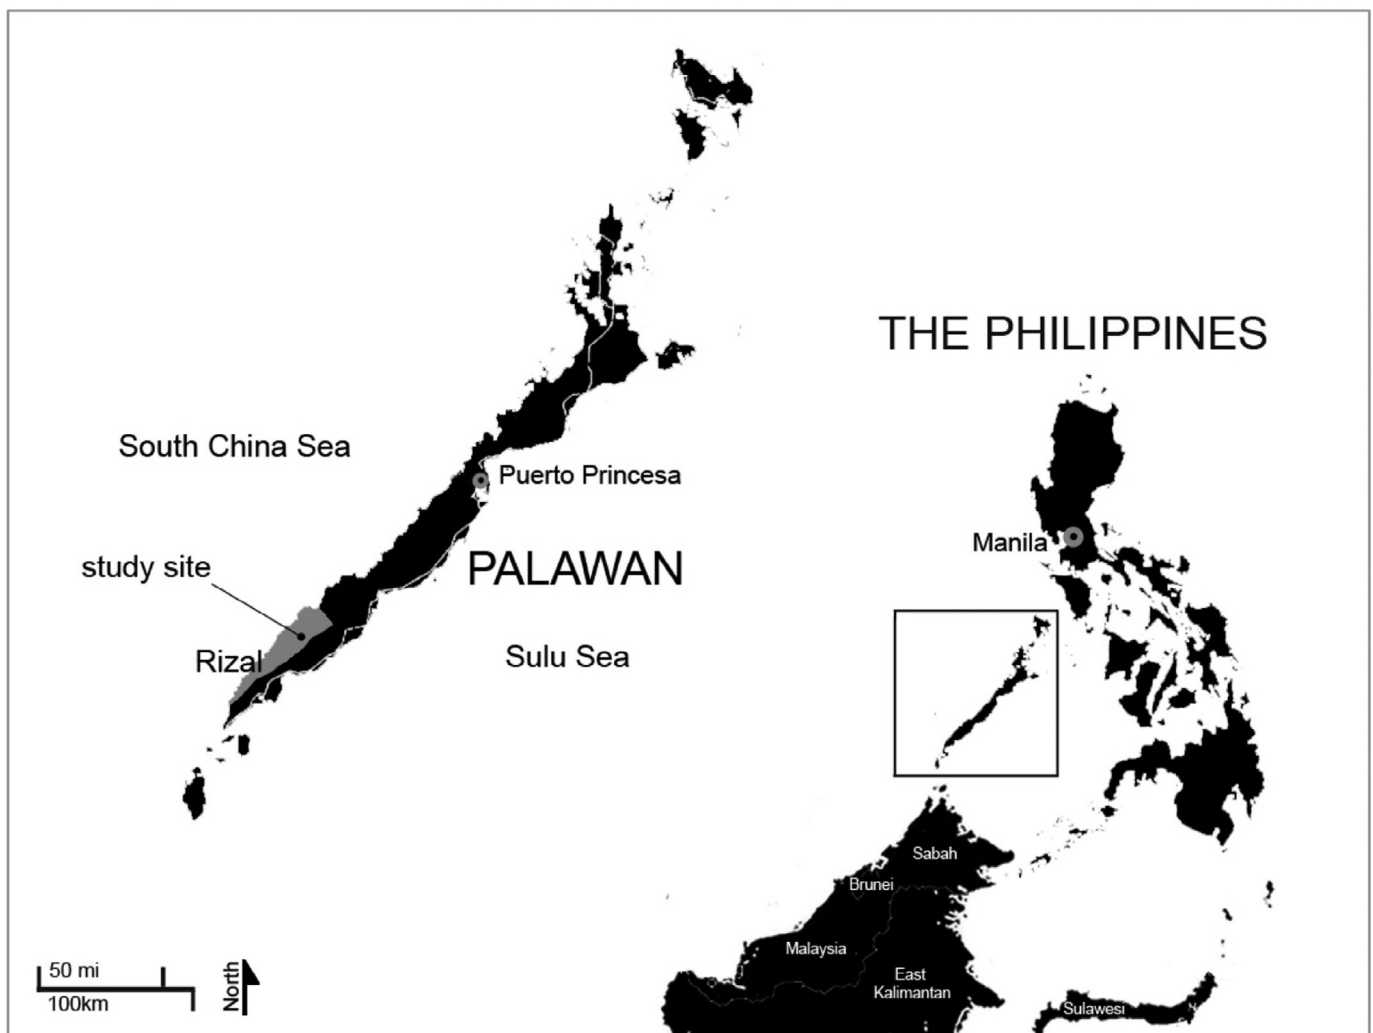 THE PHILIPPINES
South China Sea
Puerto Princesa
Manila
study site
PALAWAN
Rizal
Sulu Sea
Sabah
Brunei
Malaysia
East
Kalimantan
50 mi
100km
North
Sulawesi